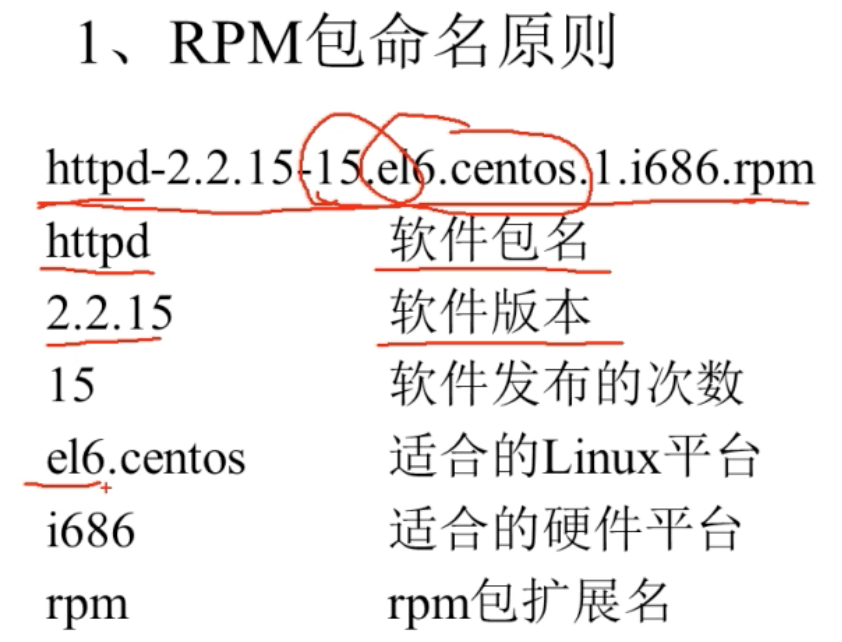 1、RPM包命名原则
httpd-2.2.15-15.el6.centos.1.i686.rpm
httpd 软件包名
2.2.15 软件版本
15 软件发布的次数
el6.centos 适合的Linux平台
i686 适合的硬件平台
rpm rpm包扩展名